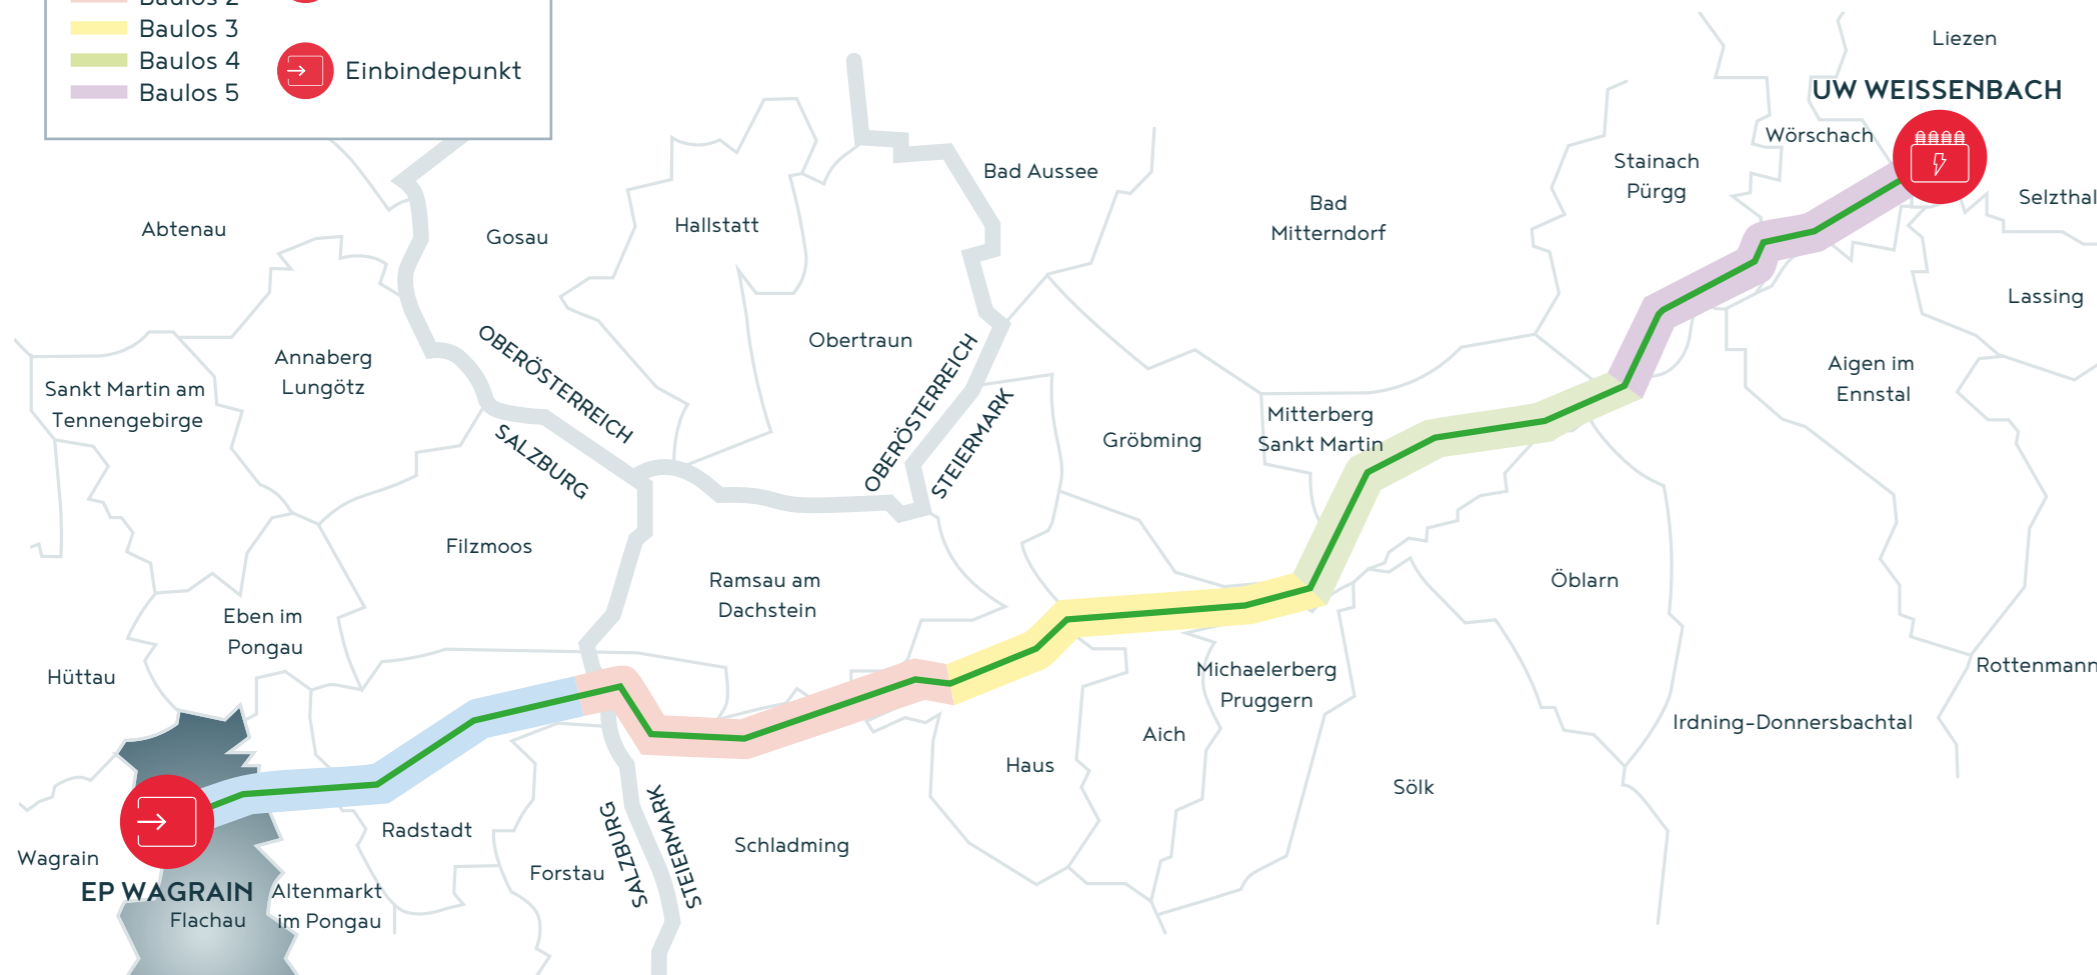 Baulos 2
Baulos 3
Baulos 4
Baulos 5
Einbindepunkt
Liezen
UW WEISSENBACH
Wörschach
Stainach
Pürgg
Selzthal
Bad Aussee
Bad
Mitterndorf
Abtenau
Gosau
Hallstatt
Lassing
OBERÖSTERREICH
SALZBURG
Obertraun
OBERÖSTERREICH
STEIERMARK
Annaberg
Lungötz
Sankt Martin am
Tennengebirge
Aigen im
Ennstal
Gröbming
Mitterberg
Sankt Martin
Filzmoos
Ramsau am
Dachstein
Öblarn
Eben im
Pongau
Hüttau
Michaelerberg
Pruggern
Rottenmann
Irdning-Donnersbachtal
Aich
Haus
Sölk
Radstadt
SALZBURG
STEIERMARK
Schladming
Wagrain
Forstau
EP WAGRAIN
Flachau
Altenmarkt
im Pongau